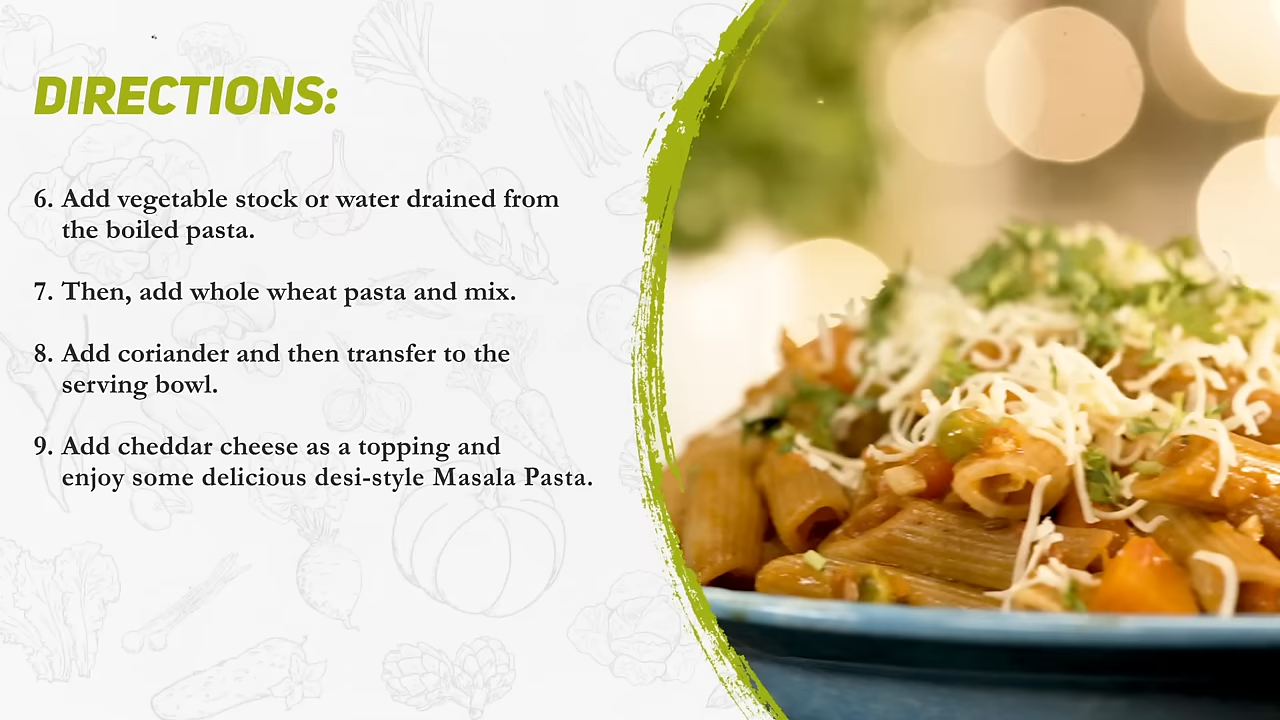 DIRECTIONS:
6. Add vegetable stock or water drained from
the boiled pasta.
7. Then, add whole wheat pasta and mix.
8. Add coriander and then transfer to the
serving bowl.
9. Add cheddar cheese as a topping and
enjoy some delicious desi-style Masala Pasta.